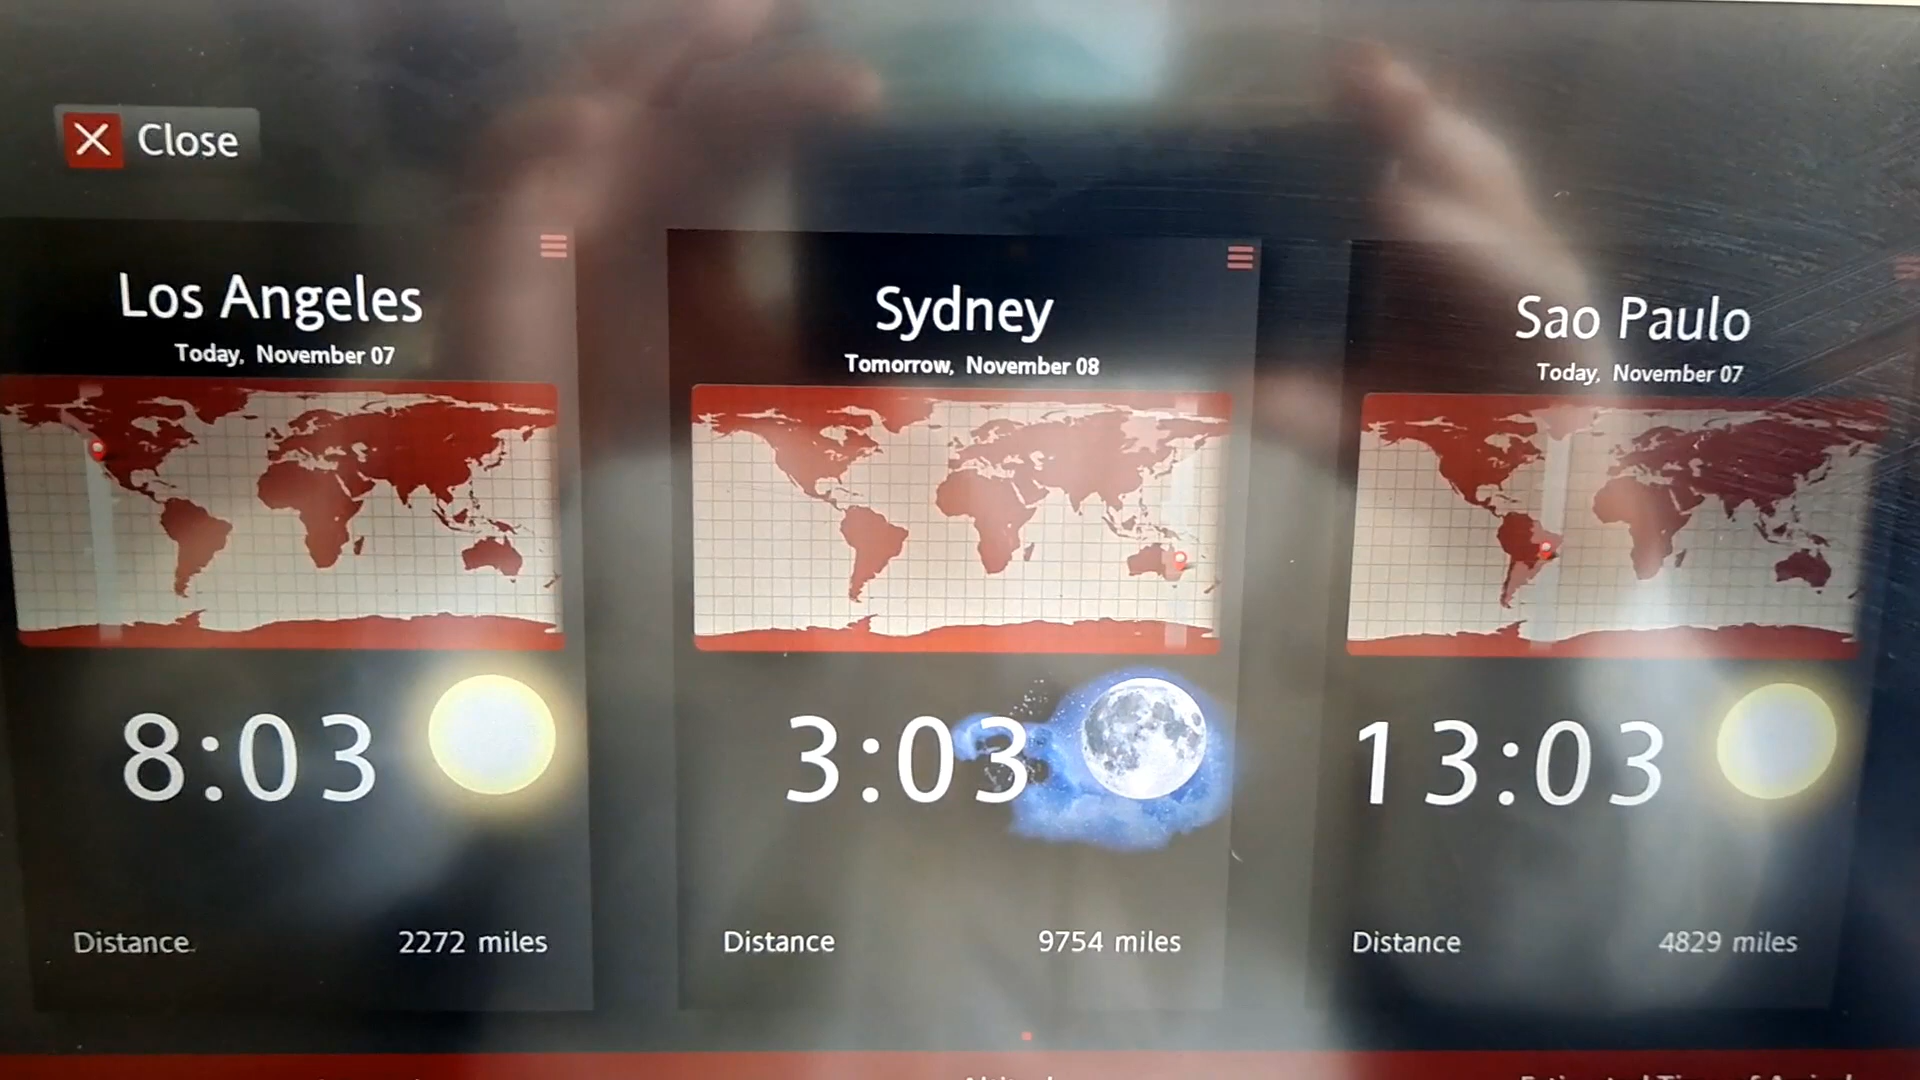 Close
Los Angeles
Today, November 07
8:03
Distance
2272 miles
Sydney
Tomorrow, November 08
3:03
Distance
9754 miles
Sao Paulo
Today, November 07
13:03
Distance
4829 miles